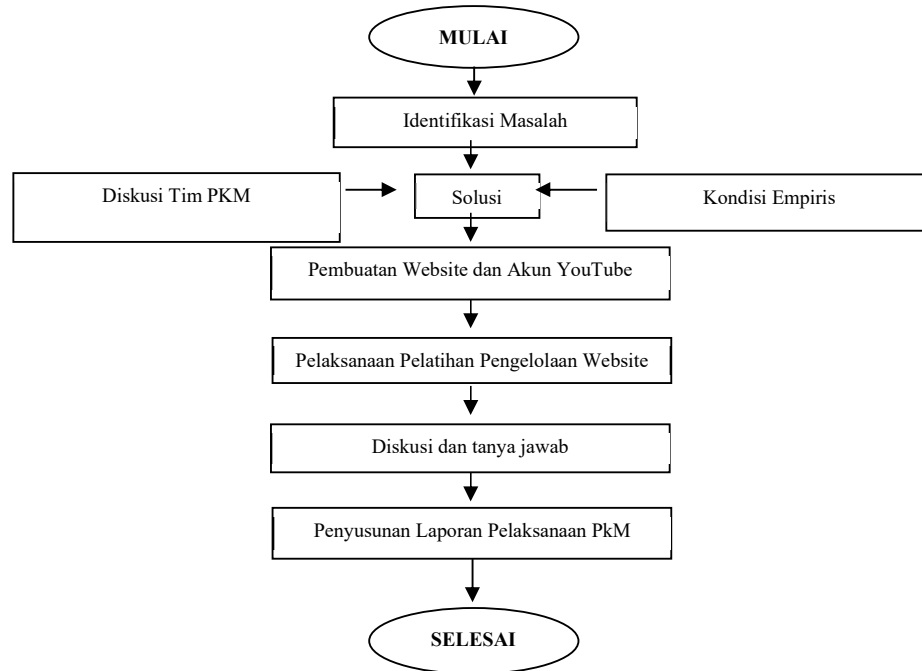 MULAI
Identifikasi Masalah
Diskusi Tim PKM
Solusi
Kondisi Empiris
Pembuatan Website dan Akun YouTube
Pelaksanaan Pelatihan Pengelolaan Website
Diskusi dan tanya jawab
Penyusunan Laporan Pelaksanaan PkM
SELESAI